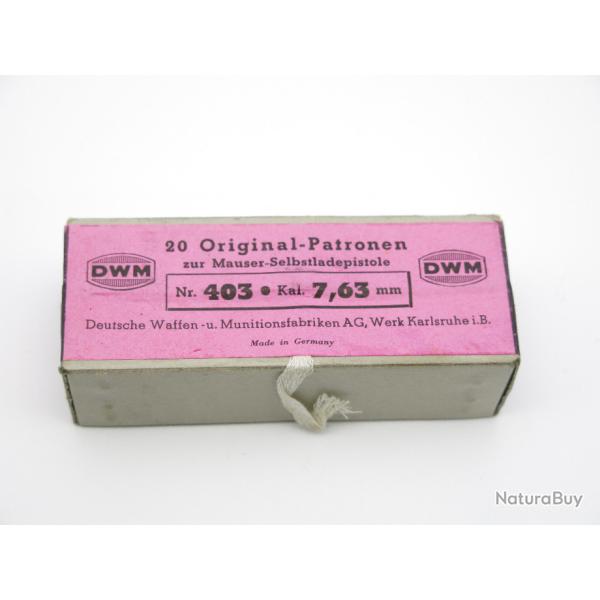 20 Original-Patronen
zur Mauser-Selbstladepistole
DWM
DWM
Nr. 403 • Kal. 7,63 mm
Deutsche Waffen-u. Munitionsfabriken AG, Werk Karlsruhe i.B.
Made in Germany
NaturaBuy